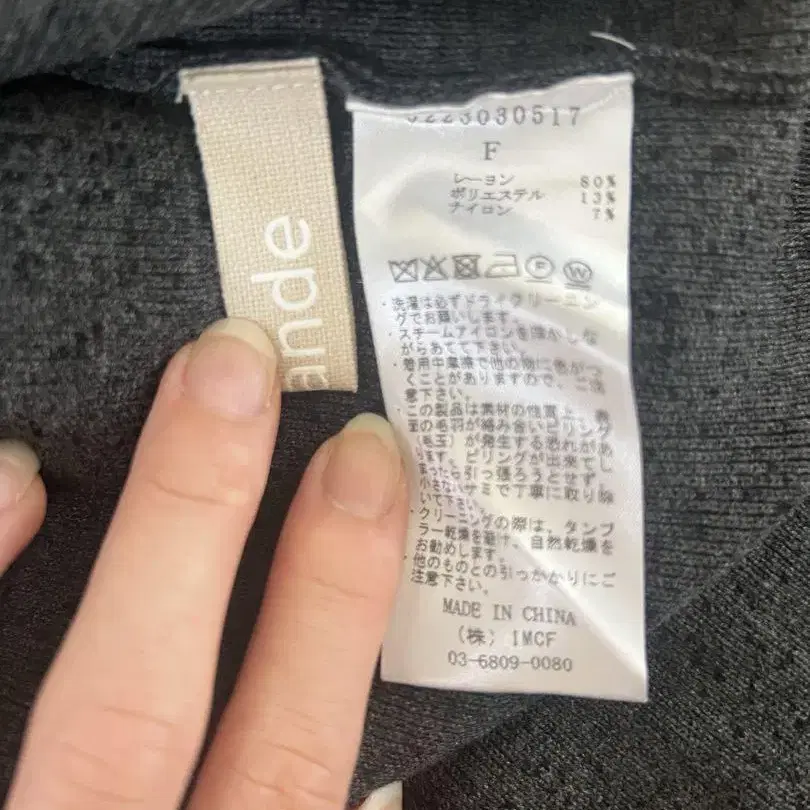 ande
0223030517
F
レーヨン 80%
ポリエステル 13%
ナイロン 7%
・洗濯は必ずドライクリーニン
グでお願いします。
・スチームアイロンを浮かしな
がらあてて下さい。
・着用中摩擦で他の物に色がつ
くことがありますので、ご注
意下さい。
・この製品は素材の性質上、表
面の毛羽が絡み合いピリング
(毛玉)が発生する恐れがあ
ります。ピリングが出来てし
まったら引っ張ろうとせず、
小さなハサミで丁寧に取り除
いて下さい。
・クリーニングの際は、タンブ
ラー乾燥を避け、自然乾燥を
お勧めします。
・他のものとの引っかかりにご
注意下さい。
MADE IN CHINA
(株) IMCF
03-6809-0080